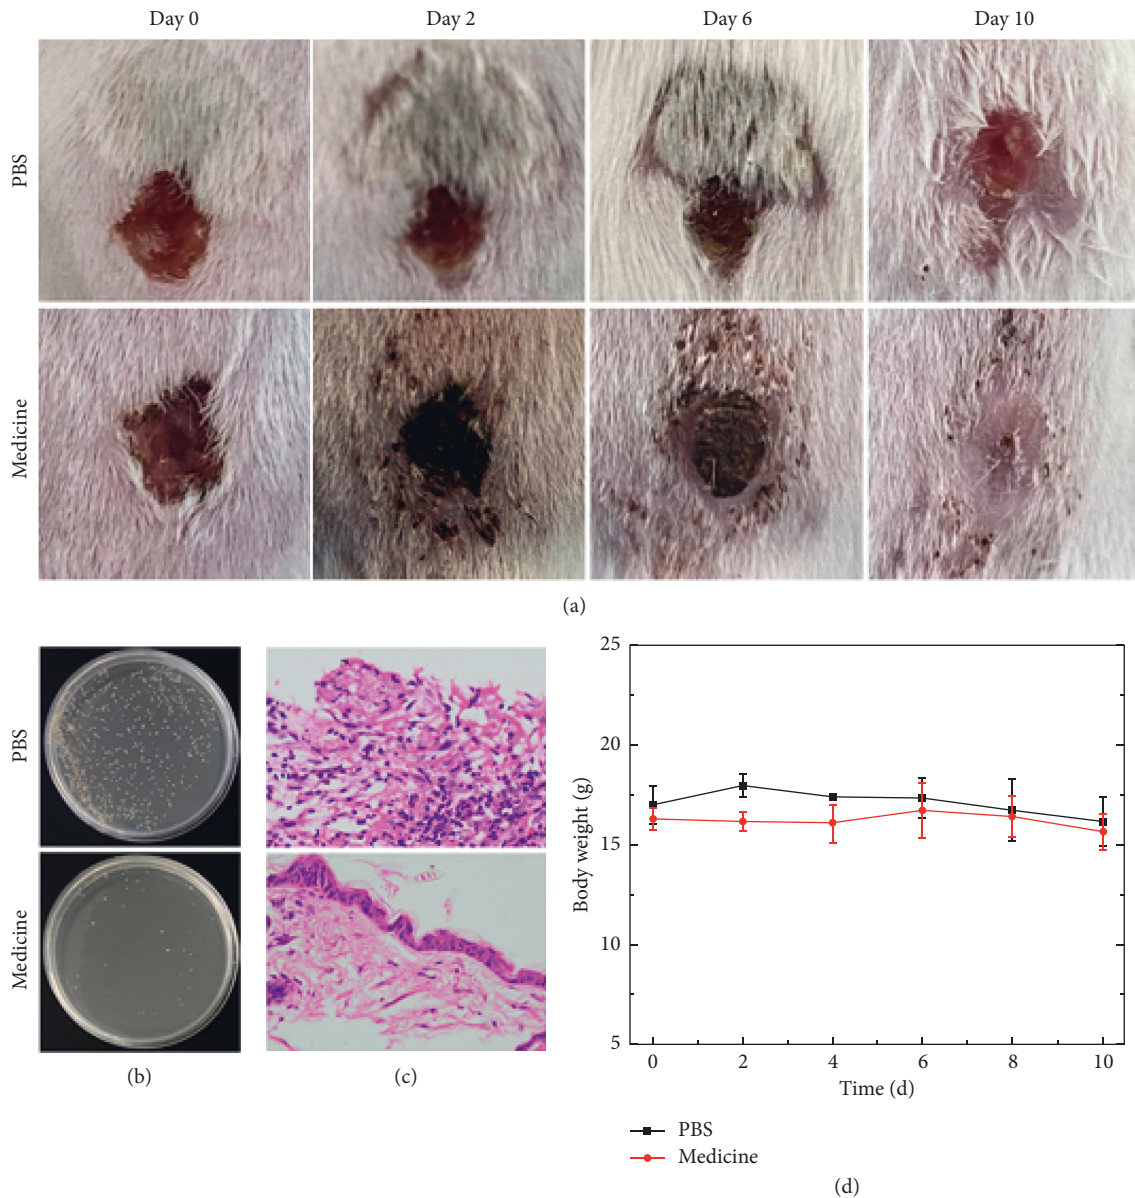 Day 0 Day 2 Day 6 Day 10
PBS
Medicine
(a)
PBS
Medicine
(b)
(c)
Body weight (g)
25
20
15
10
5
0 2 4 6 8 10
Time (d)
PBS
Medicine
(d)